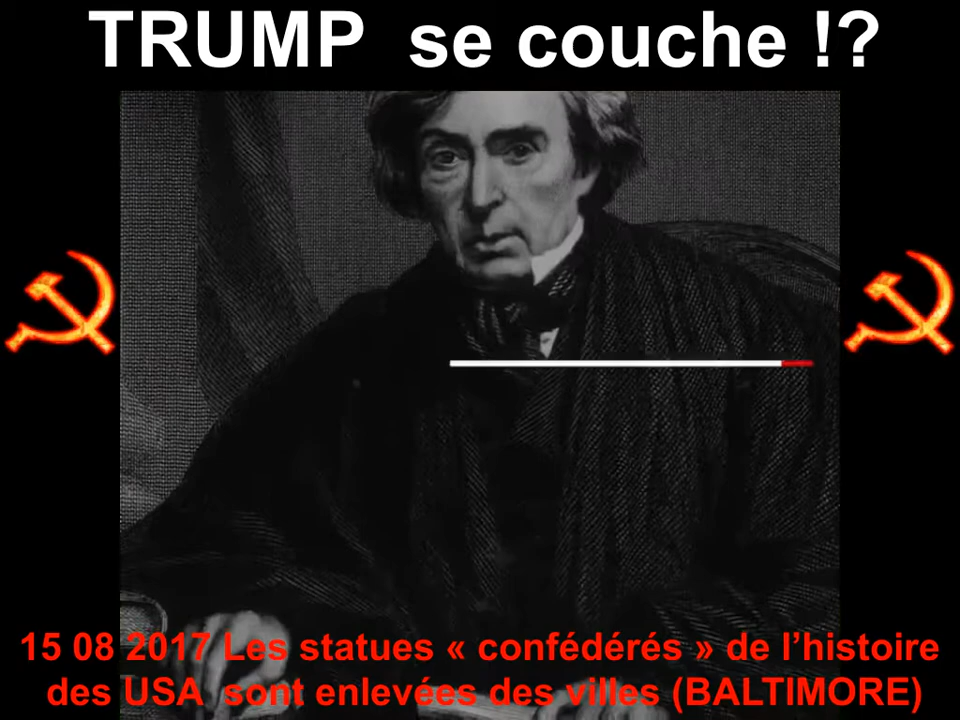 TRUMP se couche !?
15 08 2017 Les statues « confédérés » de l’histoire
des USA sont enlevées des villes (BALTIMORE)